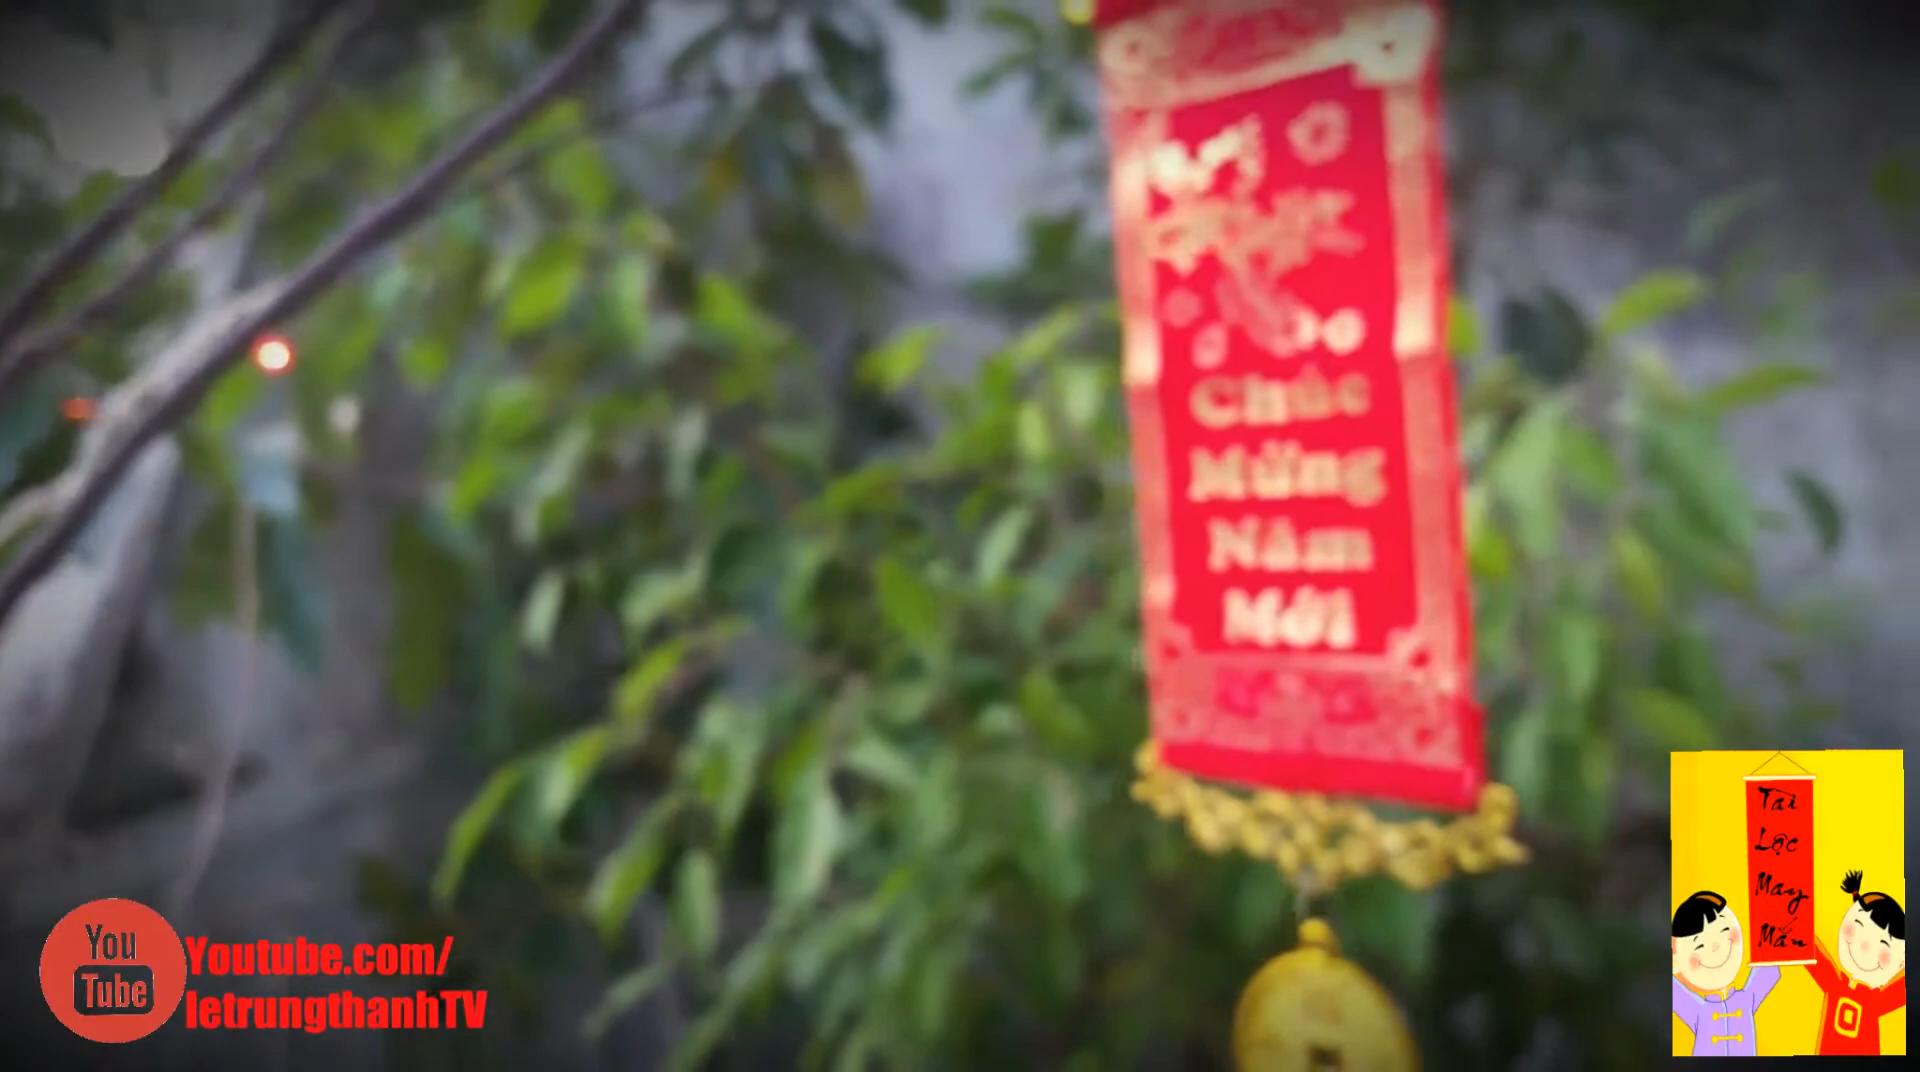 Chúc
Mừng
Năm
Mới
Tài
Lộc
May
Mắn
You
Tube
Youtube.com/
letrungthanhTV